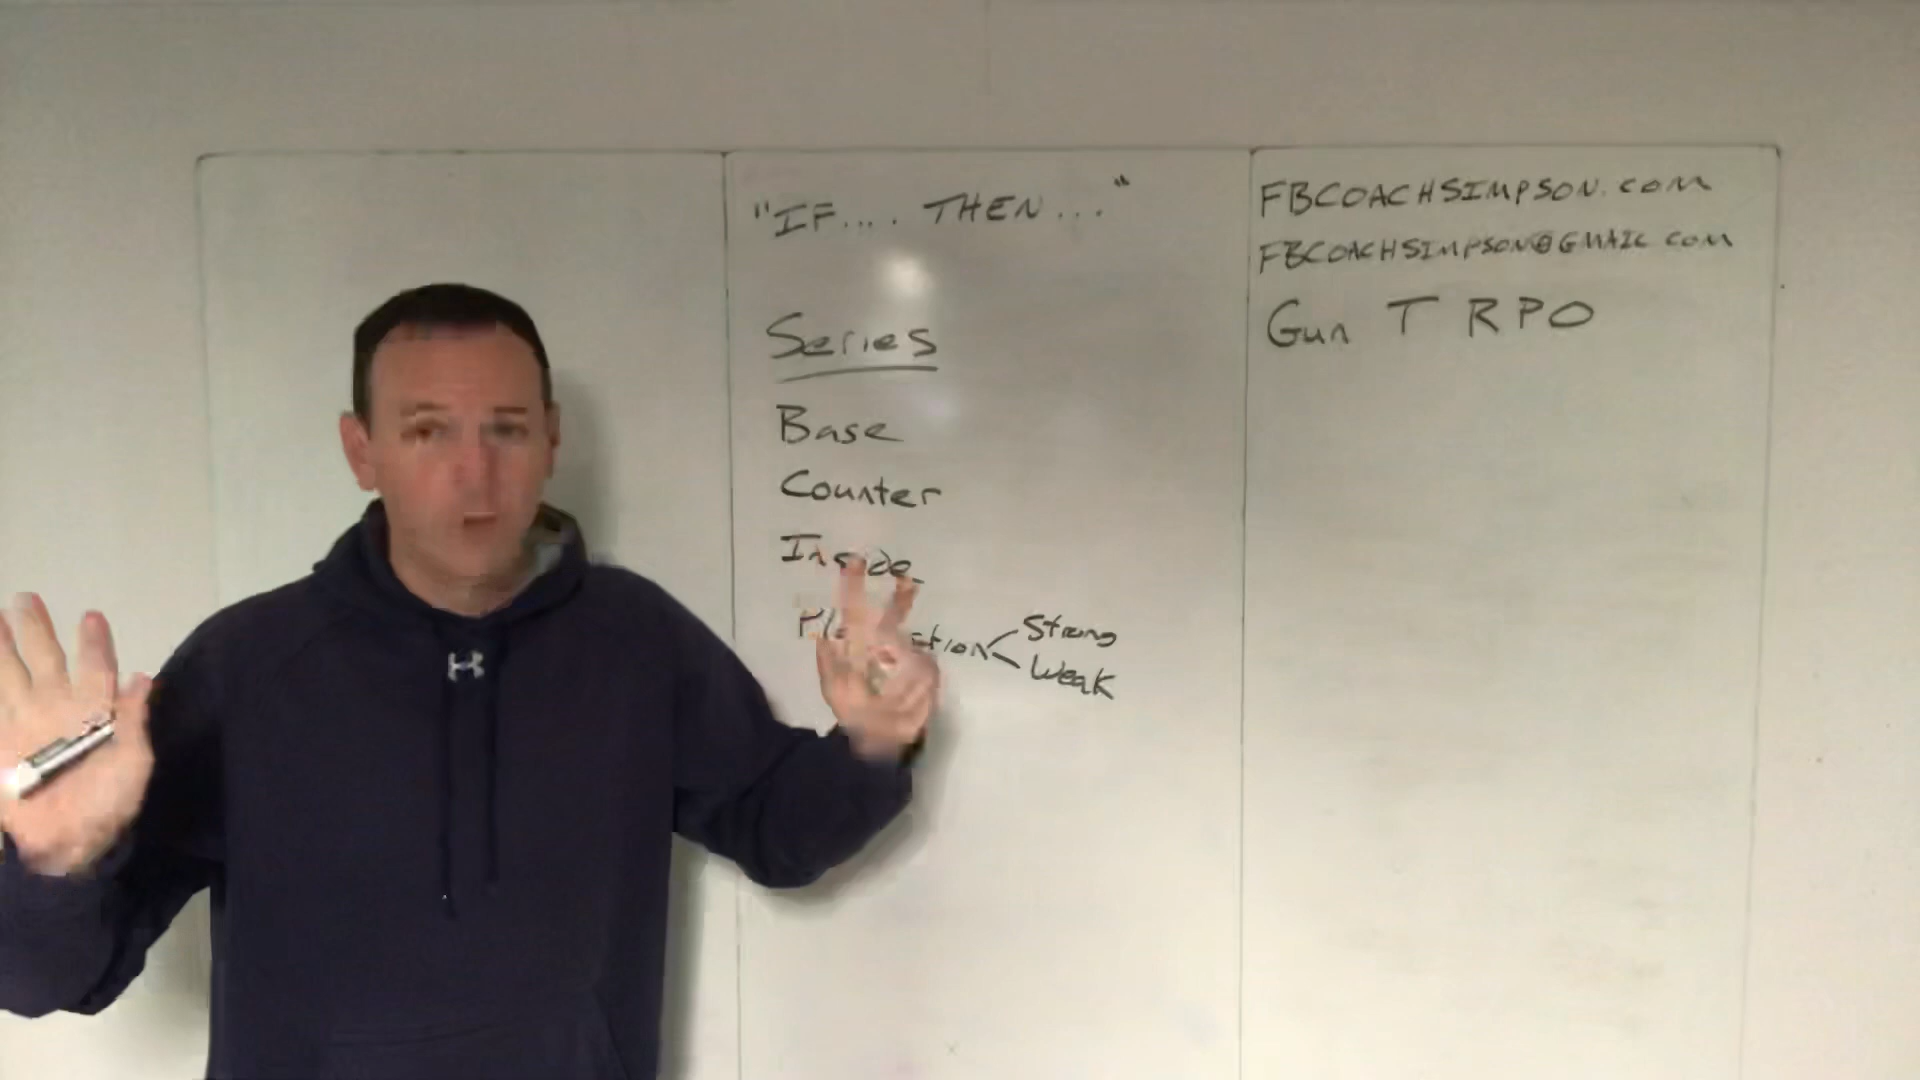 "IF.... THEN..."
Series
Base
Counter
Inside
Strong
Weak
FBCOACHSIMPSON.COM
FBCOACHSIMPSON@GMAIL.COM
Gun T RPO